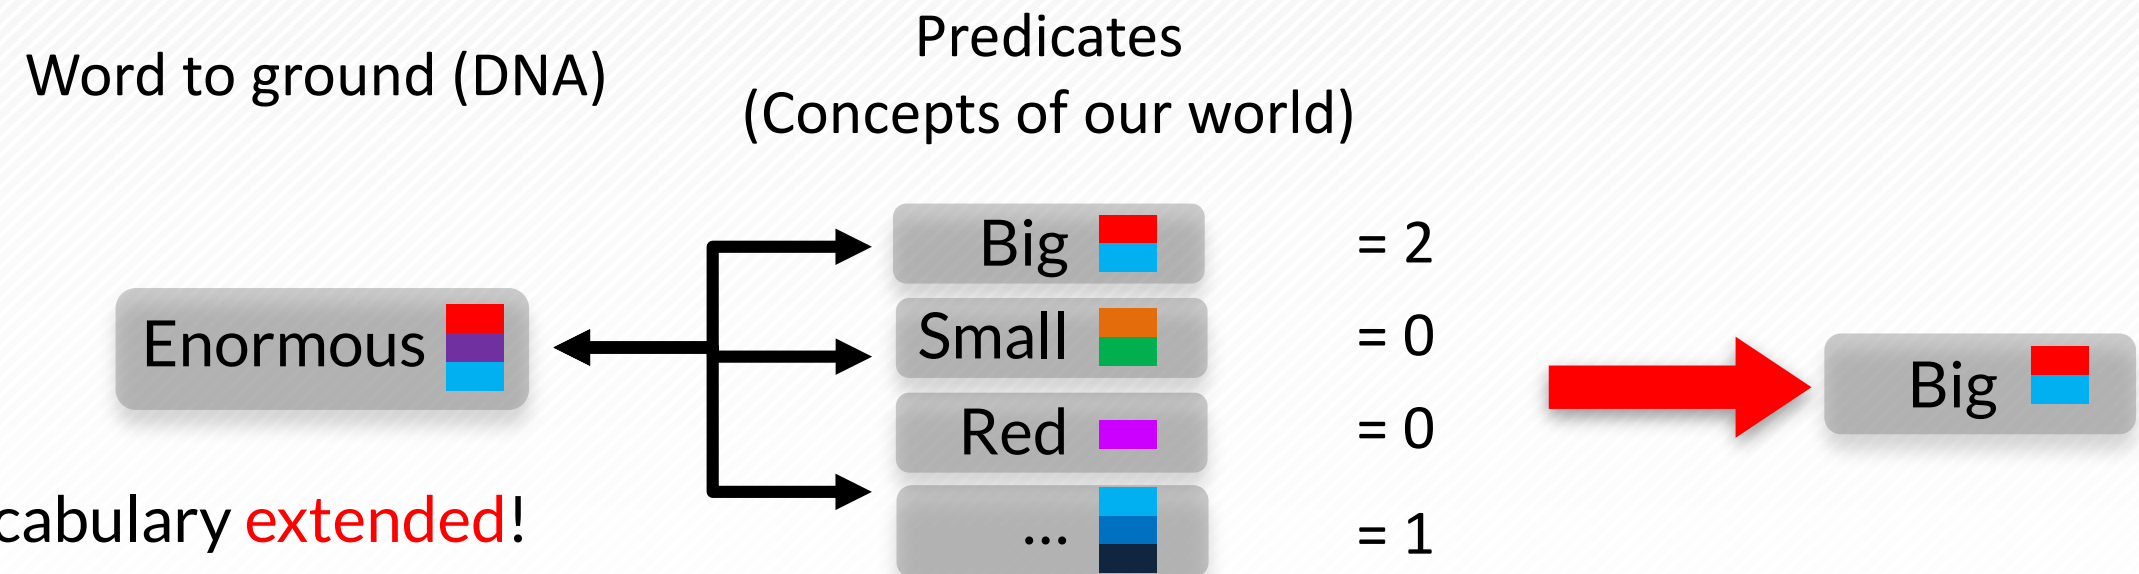 Word to ground (DNA)
Predicates
(Concepts of our world)
Enormous
Big
= 2
Small
= 0
Red
= 0
...
= 1
Big
cabulary extended!